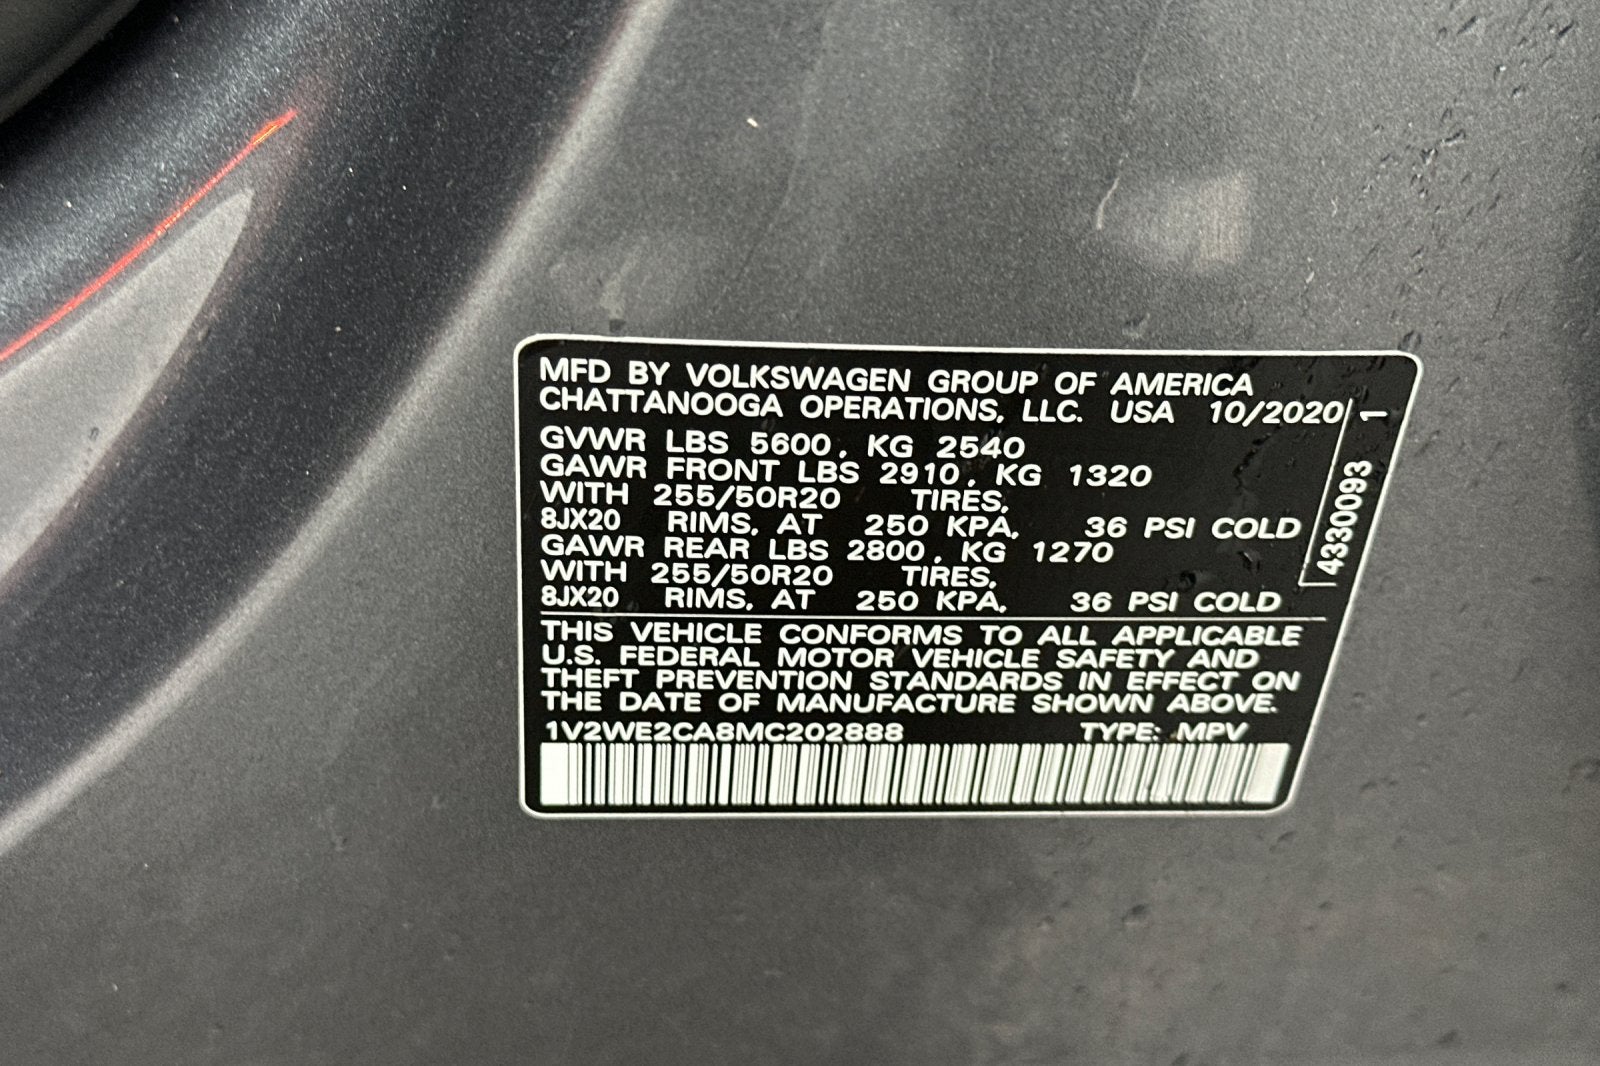 MFD BY VOLKSWAGEN GROUP OF AMERICA
CHATTANOOGA OPERATIONS, LLC. USA 10/2020
GVWR LBS 5600, KG 2540
GAWR FRONT LBS 2910, KG 1320
WITH 255/50R20 TIRES,
8JX20 RIMS, AT 250 KPA, 36 PSI COLD
GAWR REAR LBS 2800, KG 1270
WITH 255/50R20 TIRES,
8JX20 RIMS, AT 250 KPA, 36 PSI COLD
THIS VEHICLE CONFORMS TO ALL APPLICABLE
U.S. FEDERAL MOTOR VEHICLE SAFETY AND
THEFT PREVENTION STANDARDS IN EFFECT ON
THE DATE OF MANUFACTURE SHOWN ABOVE.
1V2WE2CA8MC202888 TYPE: MPV
4330093 1